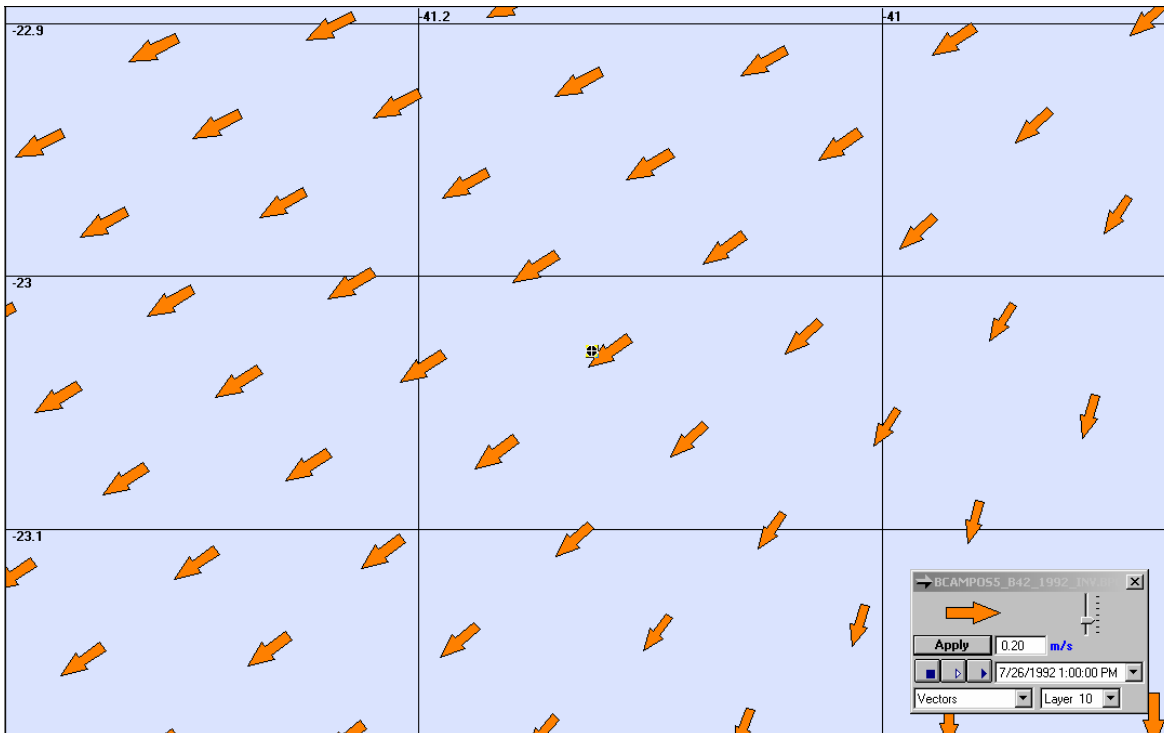 -41.2
-41
-22.9
-23
-23.1
BCAMPOS5_B42_1992_INV
Apply 0.20 m/s
7/26/1992 1:00:00 PM
Vectors Layer 10